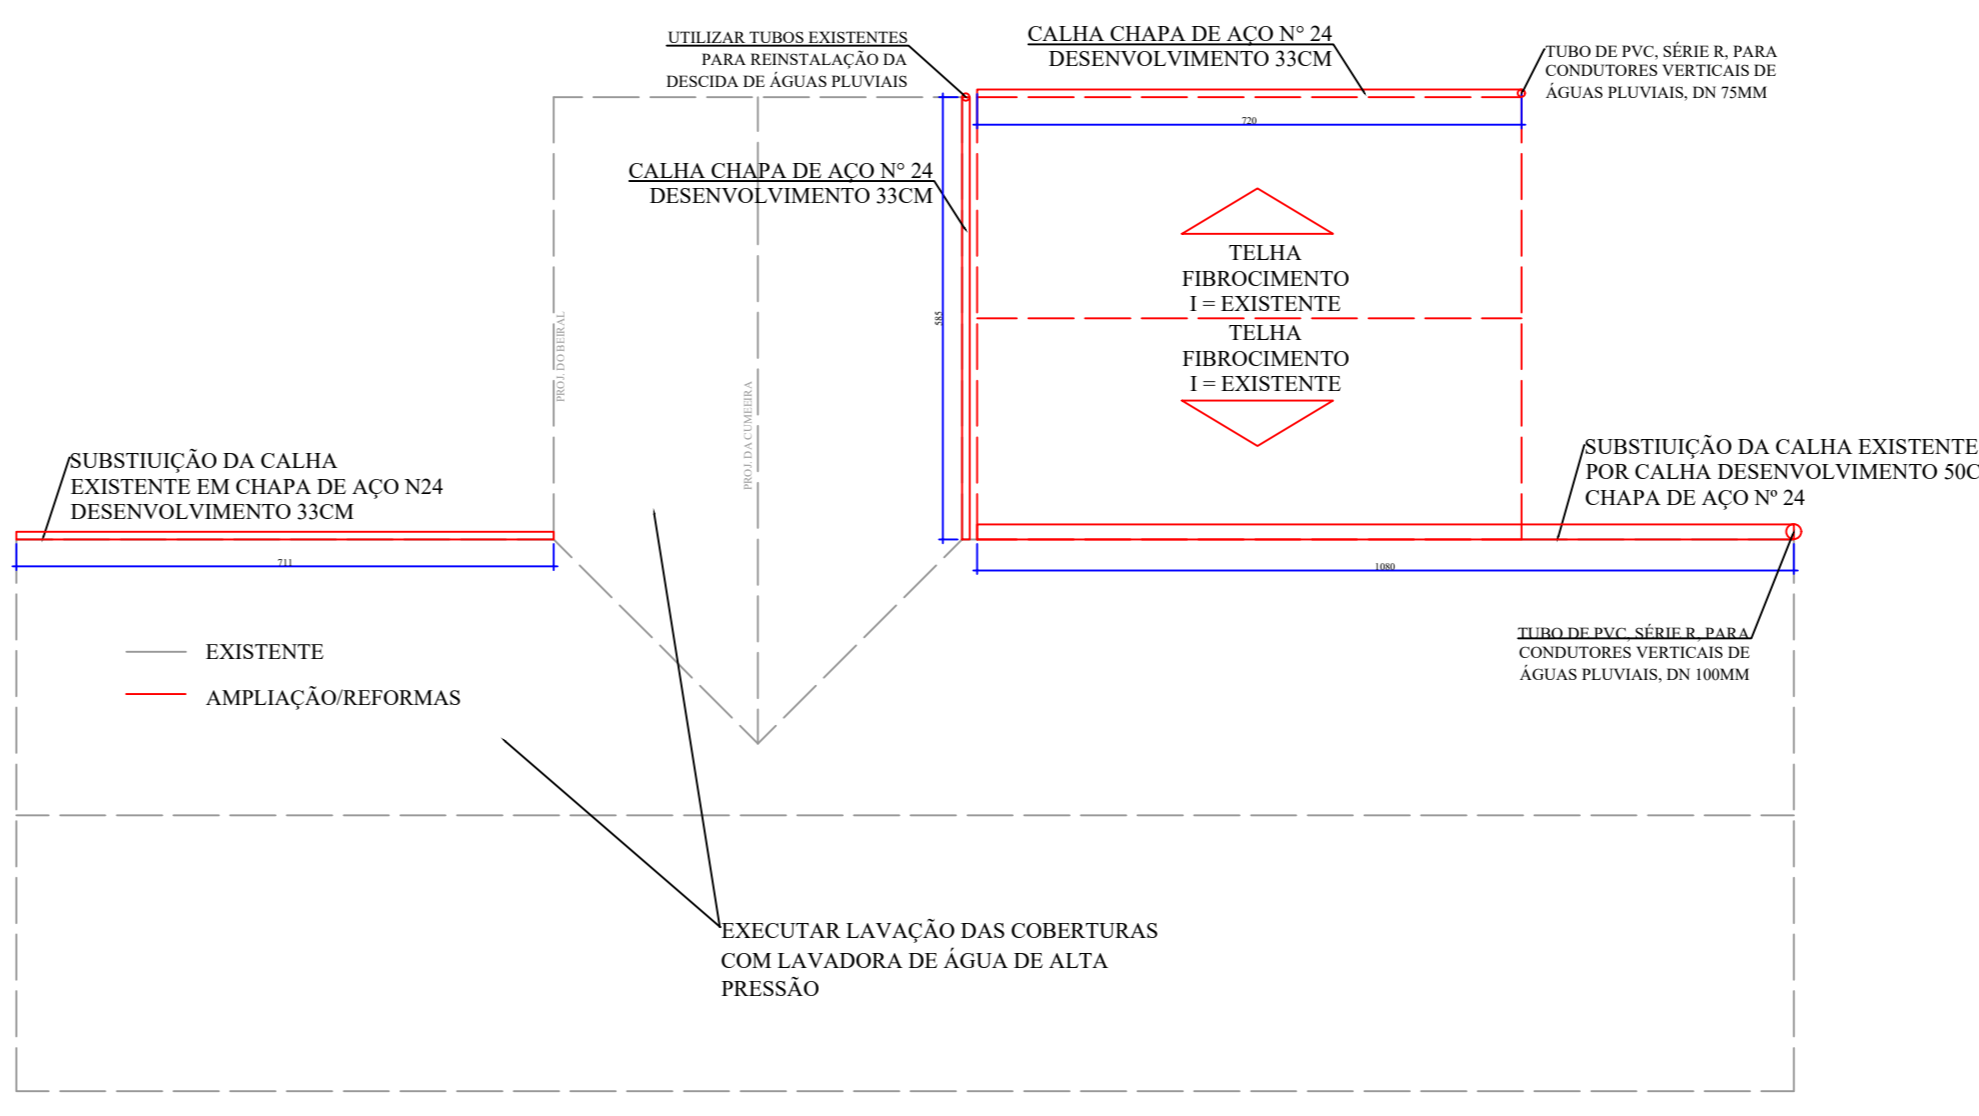 UTILIZAR TUBOS EXISTENTES
PARA REINSTALAÇÃO DA
DESCIDA DE ÁGUAS PLUVIAIS
CALHA CHAPA DE AÇO N° 24
DESENVOLVIMENTO 33CM
TUBO DE PVC, SÉRIE R, PARA
CONDUTORES VERTICAIS DE
ÁGUAS PLUVIAIS, DN 75MM
720
CALHA CHAPA DE AÇO N° 24
DESENVOLVIMENTO 33CM
TELHA
FIBROCIMENTO
I = EXISTENTE
TELHA
FIBROCIMENTO
I = EXISTENTE
585
PROJ. DO BEIRAL
PROJ. DA CUMEEIRA
SUBSTIUIÇÃO DA CALHA
EXISTENTE EM CHAPA DE AÇO N24
DESENVOLVIMENTO 33CM
711
SUBSTIUIÇÃO DA CALHA EXISTENTE
POR CALHA DESENVOLVIMENTO 50C
CHAPA DE AÇO Nº 24
1080
TUBO DE PVC, SÉRIE R, PARA
CONDUTORES VERTICAIS DE
ÁGUAS PLUVIAIS, DN 100MM
EXISTENTE
AMPLIAÇÃO/REFORMAS
EXECUTAR LAVAÇÃO DAS COBERTURAS
COM LAVADORA DE ÁGUA DE ALTA
PRESSÃO